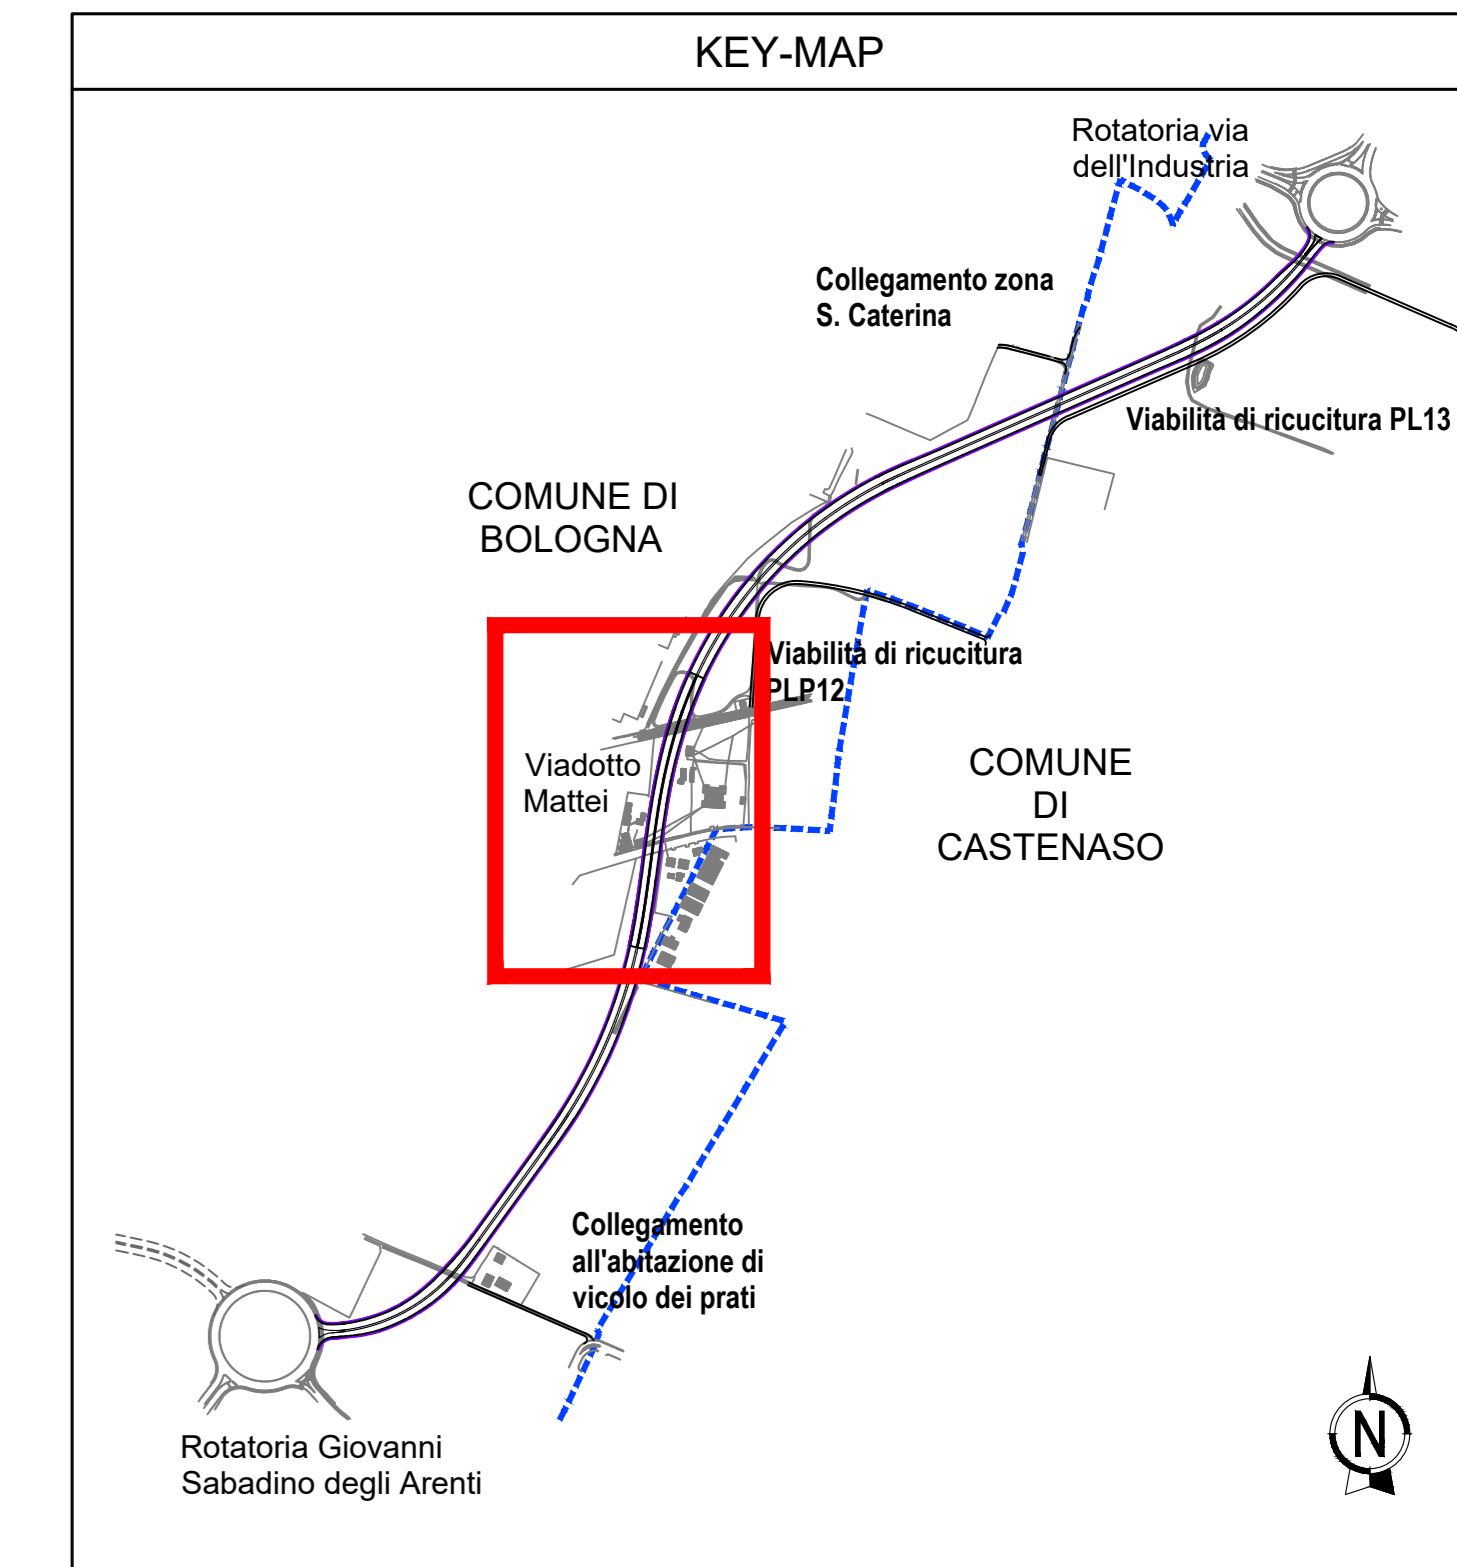 KEY-MAP
Rotatoria via
dell'Industria
Collegamento zona
S. Caterina
Viabilità di ricucitura PL13
COMUNE DI
BOLOGNA
Viabilità di ricucitura
PLP12
Viadotto
Mattei
COMUNE
DI
CASTENASO
Collegamento
all'abitazione di
vicolo dei prati
Rotatoria Giovanni
Sabadino degli Arenti
N